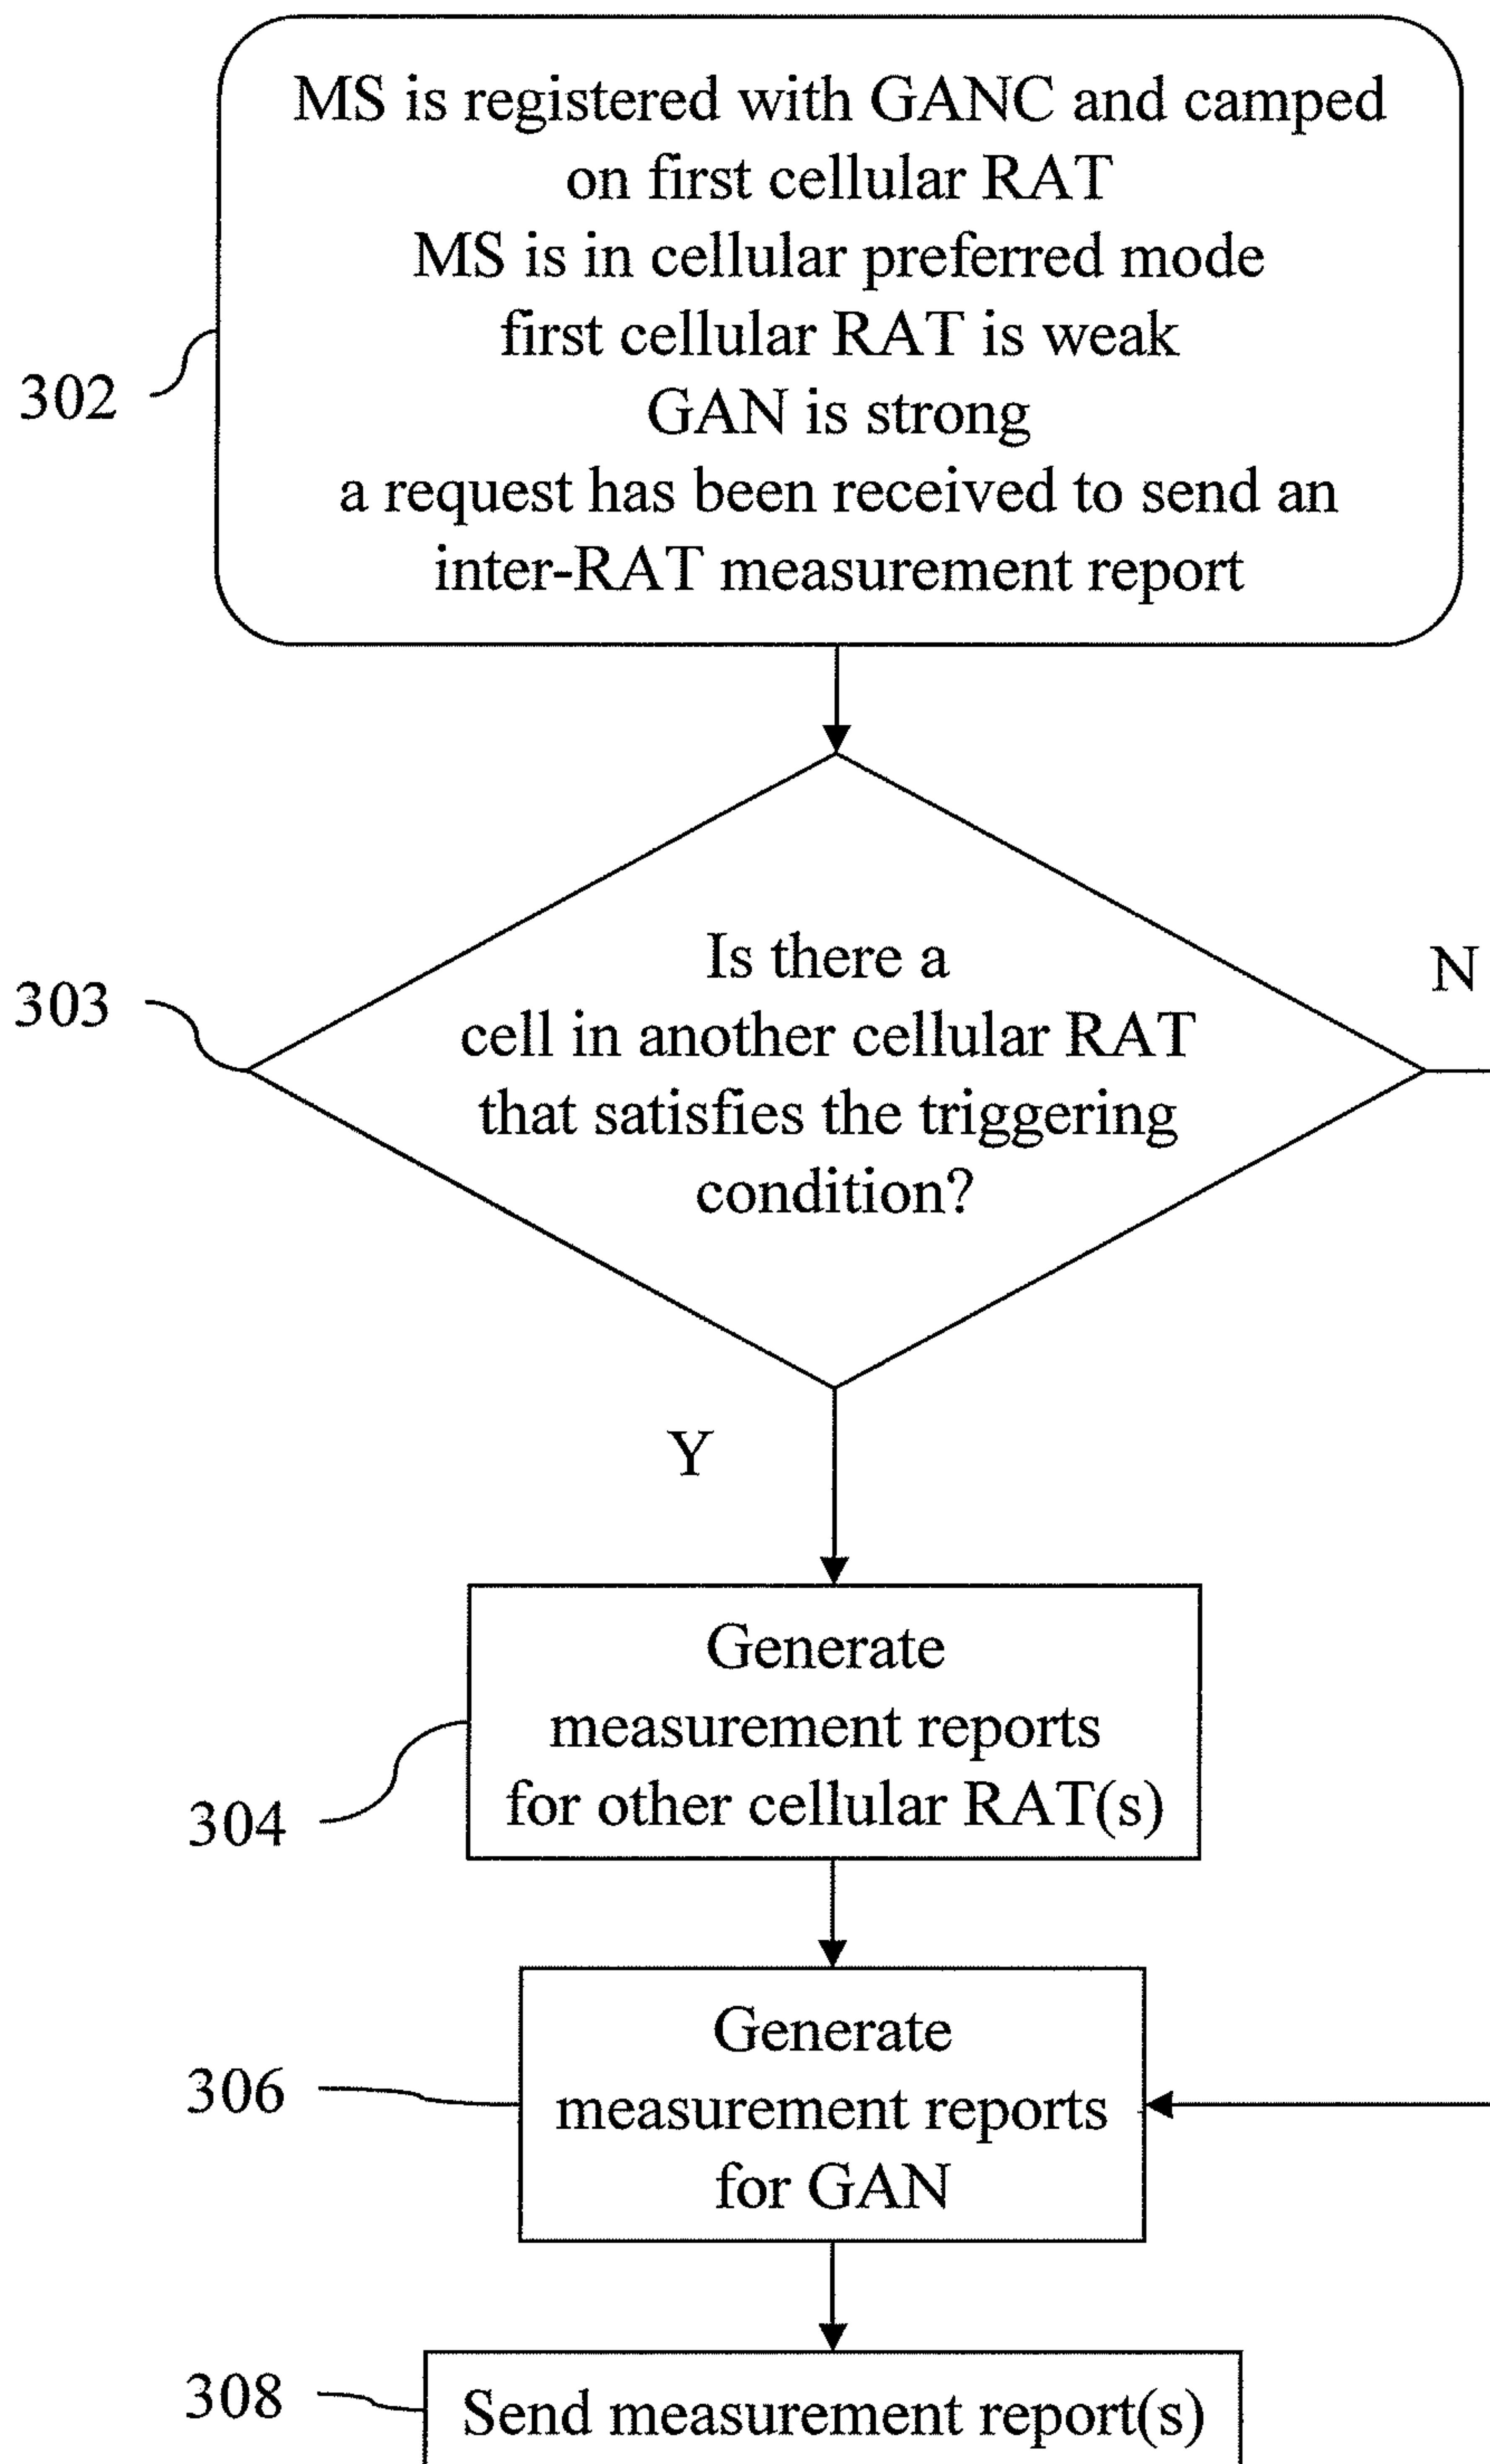 MS is registered with GANC and camped
on first cellular RAT
MS is in cellular preferred mode
first cellular RAT is weak
GAN is strong
a request has been received to send an
inter-RAT measurement report
302
Is there a
cell in another cellular RAT
that satisfies the triggering
condition?
303
N
Y
Generate
measurement reports
for other cellular RAT(s)
304
Generate
measurement reports
for GAN
306
Send measurement report(s)
308